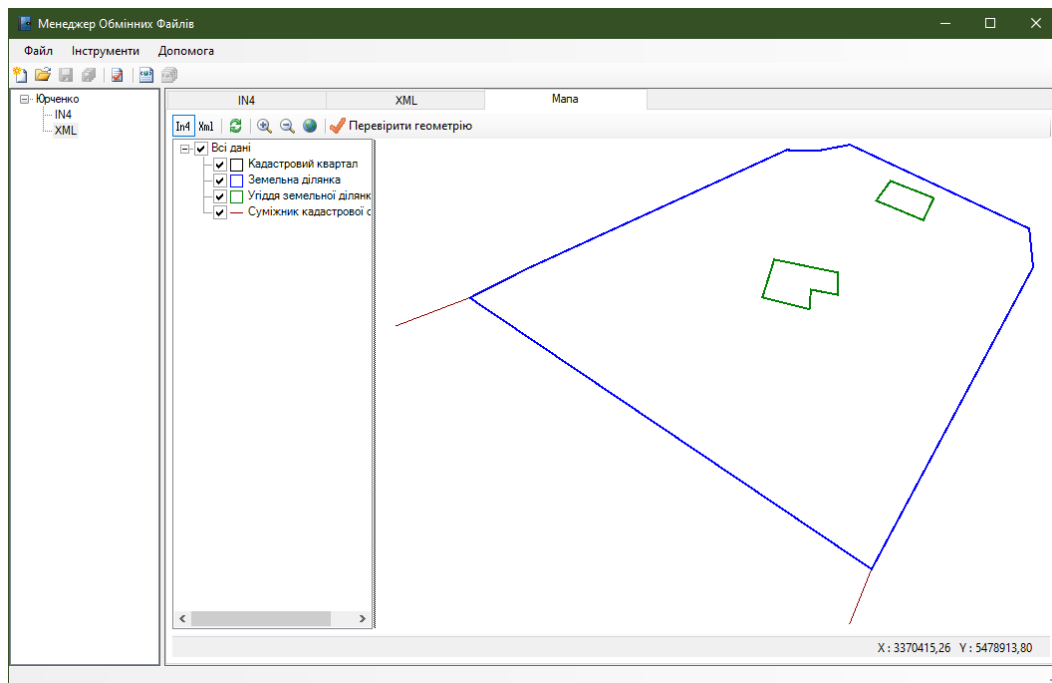 Менеджер Обмінних Файлів
Файл Інструменти Допомога
Юрченко
IN4
XML
IN4 XML Мапа
In4 Xml Перевірити геометрію
Всі дані
Кадастровий квартал
Земельна ділянка
Угіддя земельної ділянк
Суміжник кадастрової с
X : 3370415,26 Y : 5478913,80